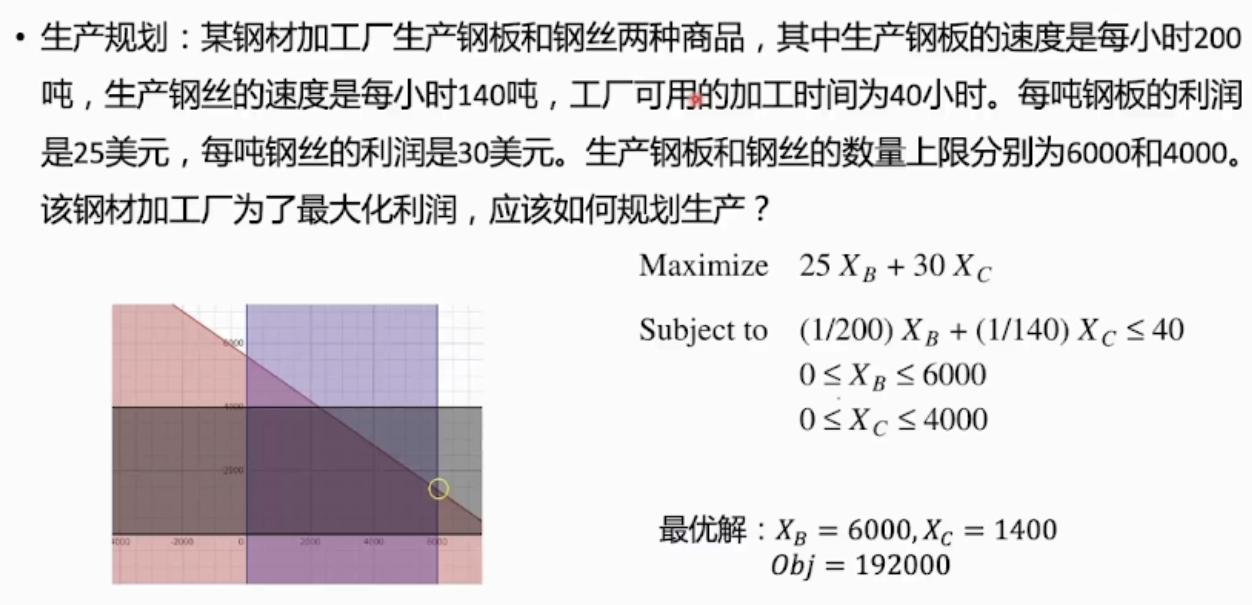 • 生产规划：某钢材加工厂生产钢板和钢丝两种商品，其中生产钢板的速度是每小时200
吨，生产钢丝的速度是每小时140吨，工厂可用的加工时间为40小时。每吨钢板的利润
是25美元，每吨钢丝的利润是30美元。生产钢板和钢丝的数量上限分别为6000和4000。
该钢材加工厂为了最大化利润，应该如何规划生产？
Maximize 25 X_B + 30 X_C
Subject to (1/200) X_B + (1/140) X_C ≤ 40
0 ≤ X_B ≤ 6000
0 ≤ X_C ≤ 4000
4000
2000
-2000 0 2000 4000 6000
最优解：X_B = 6000, X_C = 1400
Obj = 192000